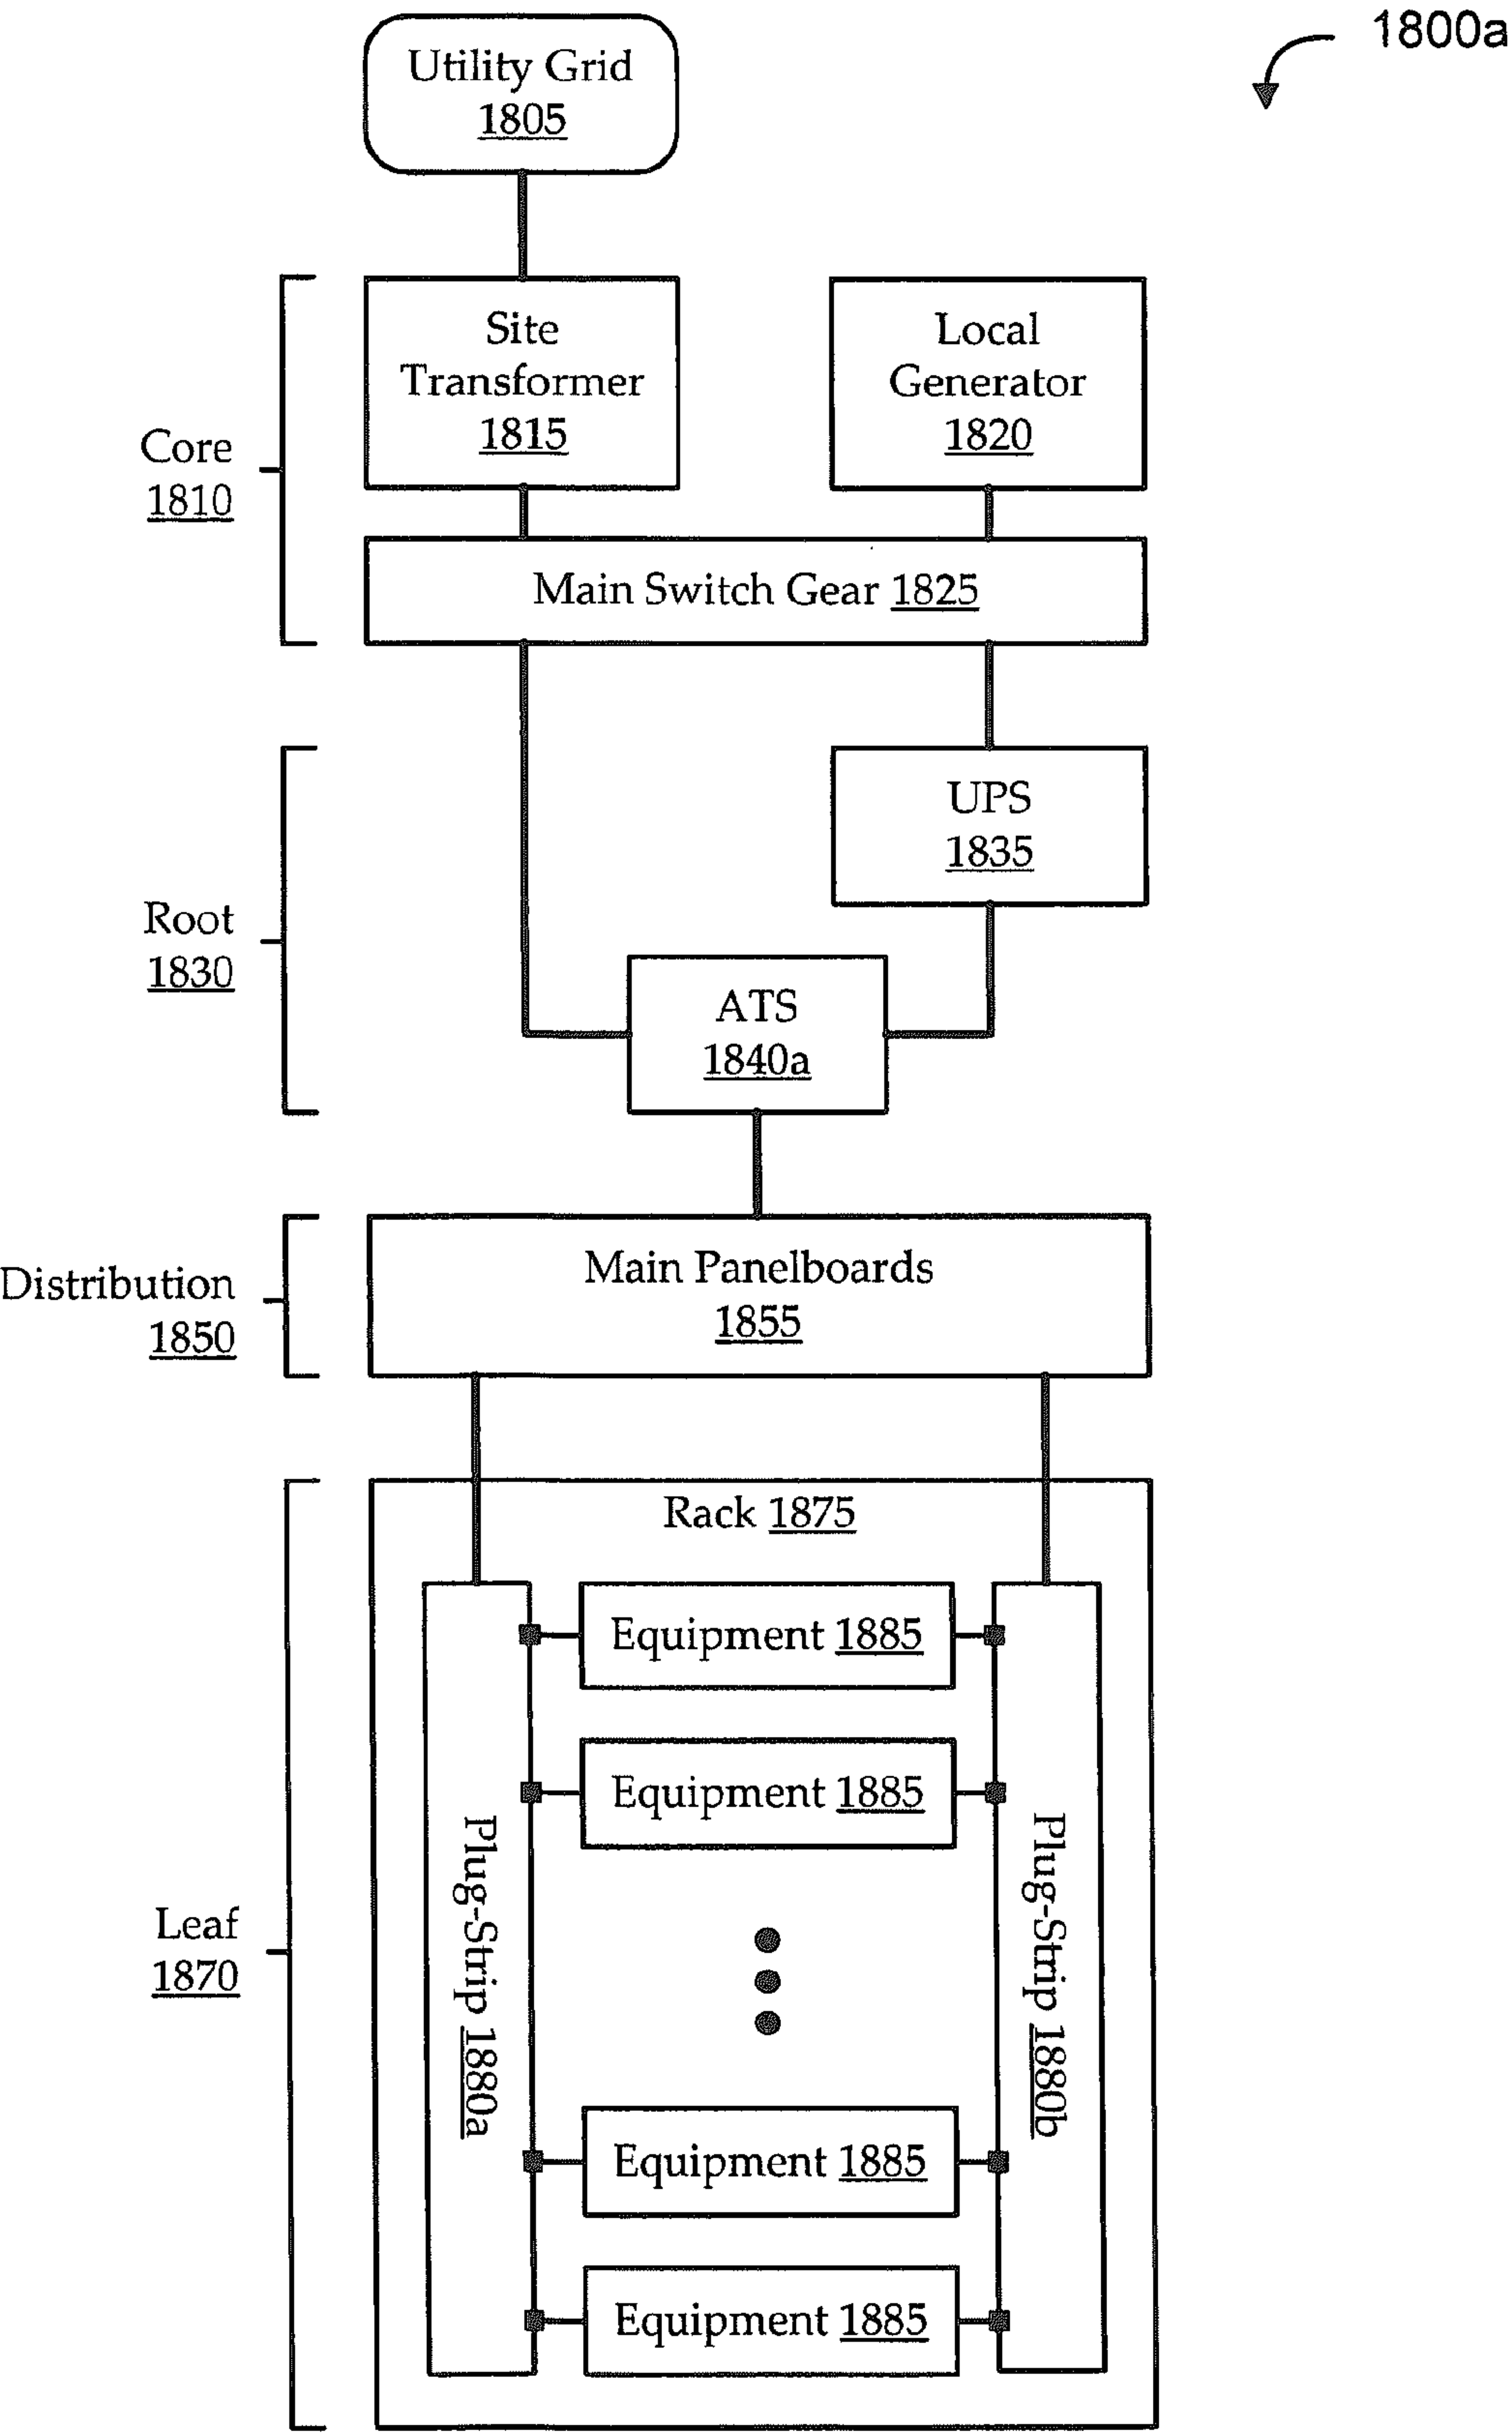 1800a
Utility Grid
1805
Site
Transformer
1815
Local
Generator
1820
Core
1810
Main Switch Gear 1825
UPS
1835
Root
1830
ATS
1840a
Main Panelboards
1855
Distribution
1850
Rack 1875
Equipment 1885
Equipment 1885
Plug-Strip 1880a
Plug-Strip 1880b
Leaf
1870
Equipment 1885
Equipment 1885